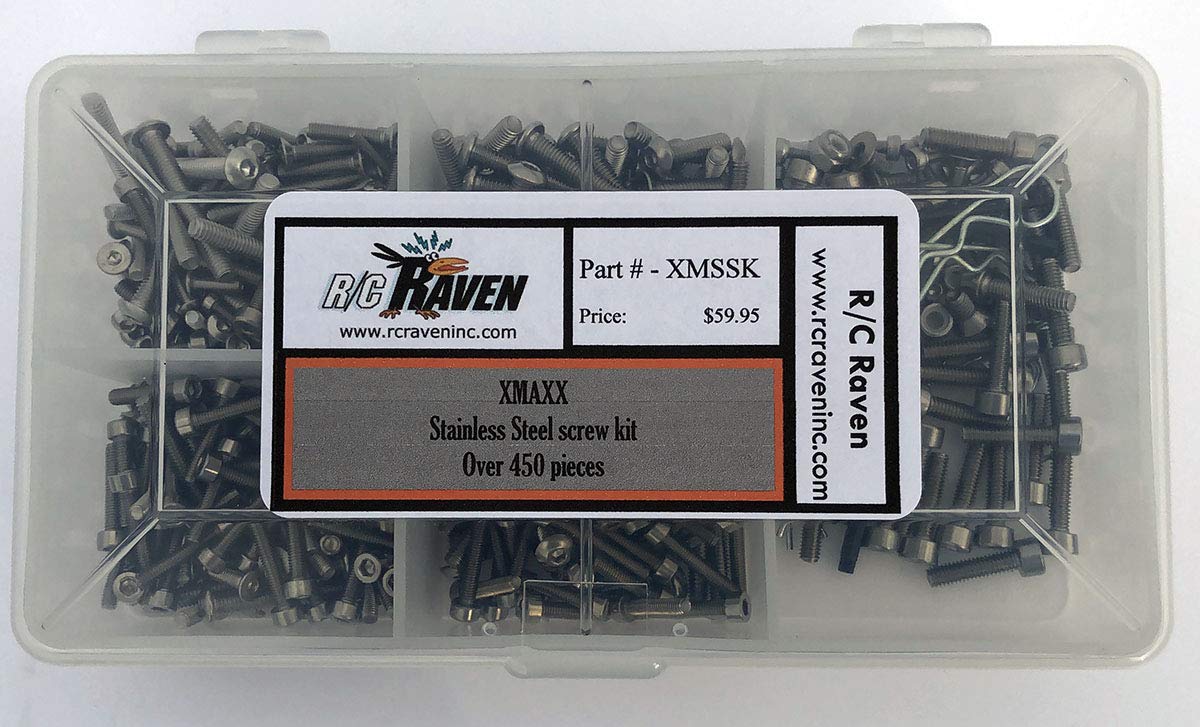 R/C RAVEN
www.rcraveninc.com
Part # - XMSSK
Price: $59.95
XMAXX
Stainless Steel screw kit
Over 450 pieces
R/C Raven
www.rcraveninc.com